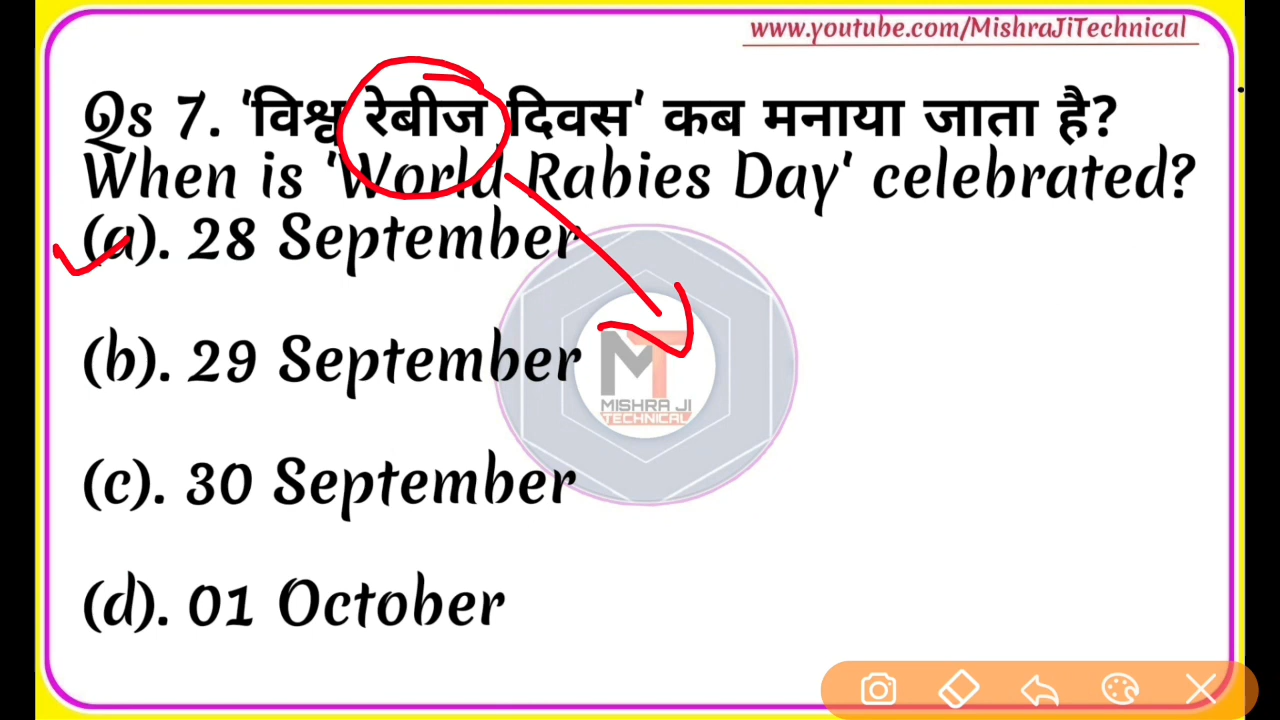 www.youtube.com/MishraJiTechnical
Qs 7. 'विश्व रेबीज दिवस' कब मनाया जाता है?
When is 'World Rabies Day' celebrated?
(a). 28 September
(b). 29 September
(c). 30 September
(d). 01 October
MT
MISHRA JI
TECHNICAL